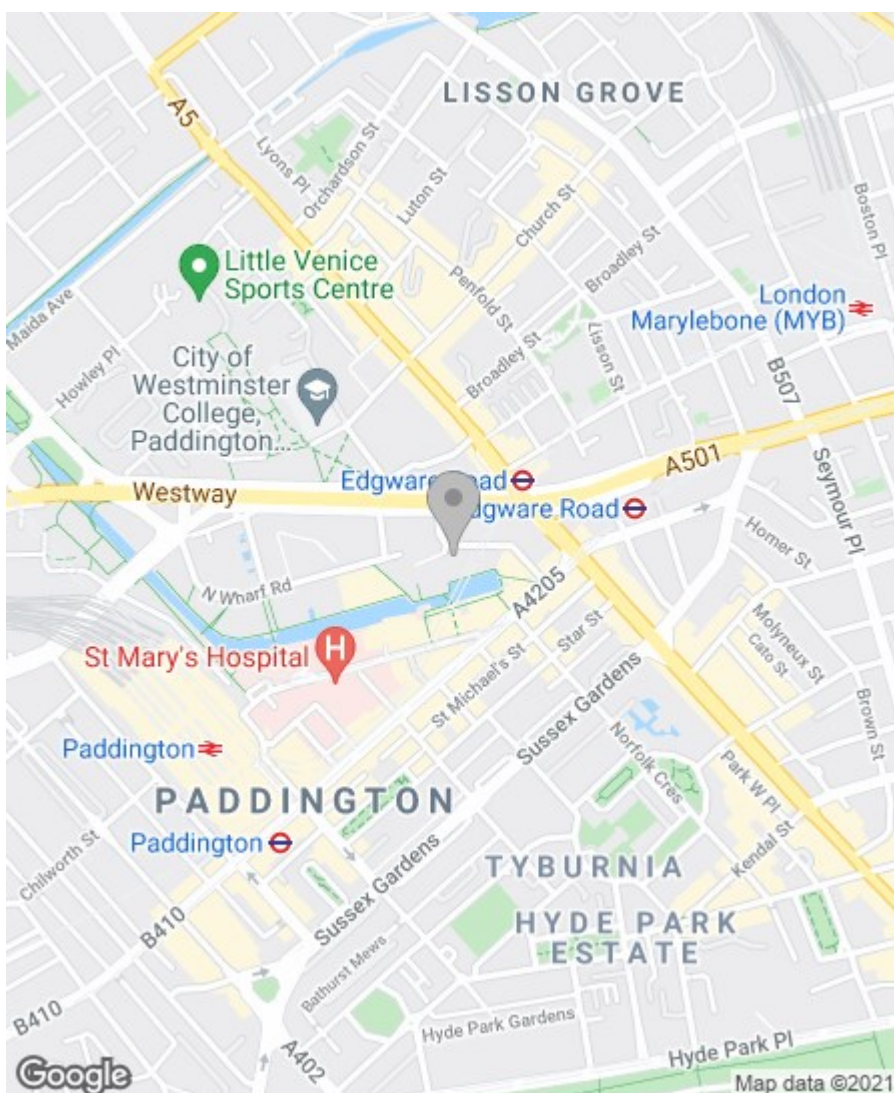 LISSON GROVE
A5
Lyons Pl
Orchardson St
Luton St
Church St
Boston Pl
Broadley St
Little Venice
Sports Centre
Penfold St
London
Marylebone (MYB)
Maida Ave
Lisson St
Howley Pl
City of
Westminster
College,
Paddington...
Broadley St
B507
A501
Edgware Road
Westway
Edgware Road
Seymour Pl
Homer St
N Wharf Rd
A4205
Star St
Molyneux St
Cato St
St Mary's Hospital
H
St Michael's St
Sussex Gardens
Brown St
Norfolk Cres
Paddington
Park W Pl
PADDINGTON
Paddington
Kendal St
Chilworth St
TYBURNIA
Sussex Gardens
B410
HYDE PARK
ESTATE
Bathurst Mews
B410
Hyde Park Gardens
A402
Hyde Park Pl
Google
Map data ©2021